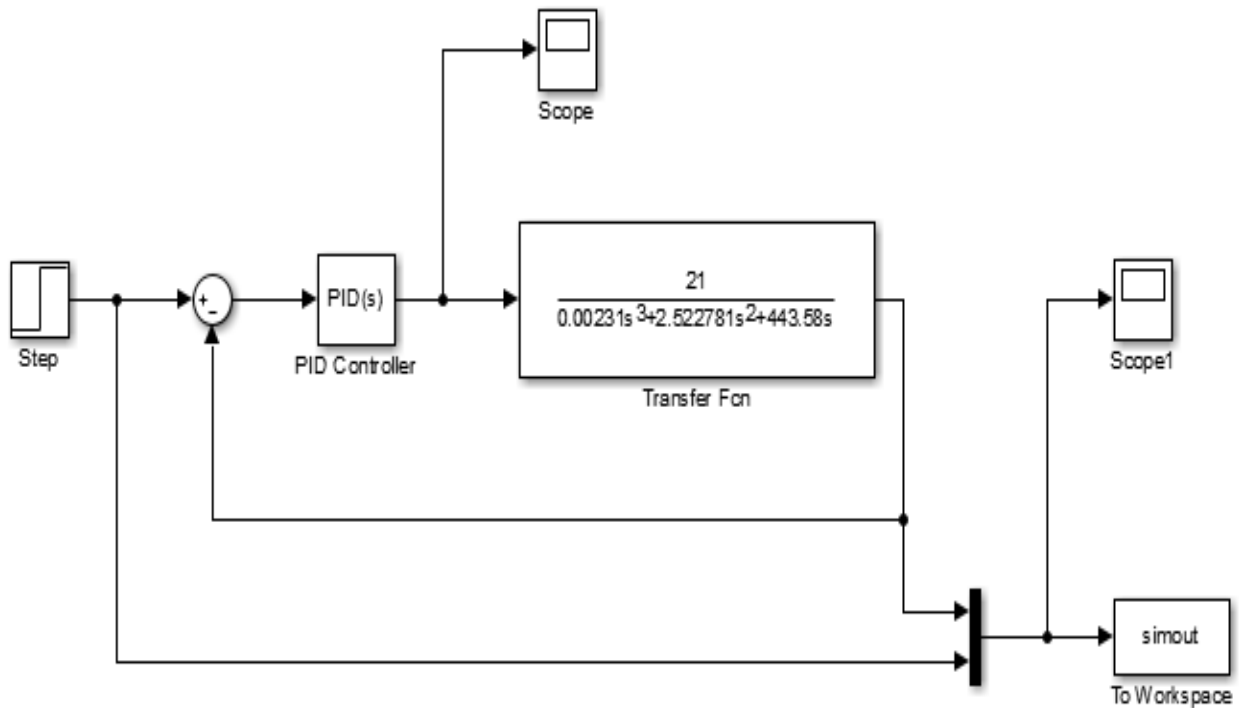 Scope
Step
+
-
PID(s)
PID Controller
21
0.00231s^3+2.522781s^2+443.58s
Transfer Fcn
Scope1
simout
To Workspace